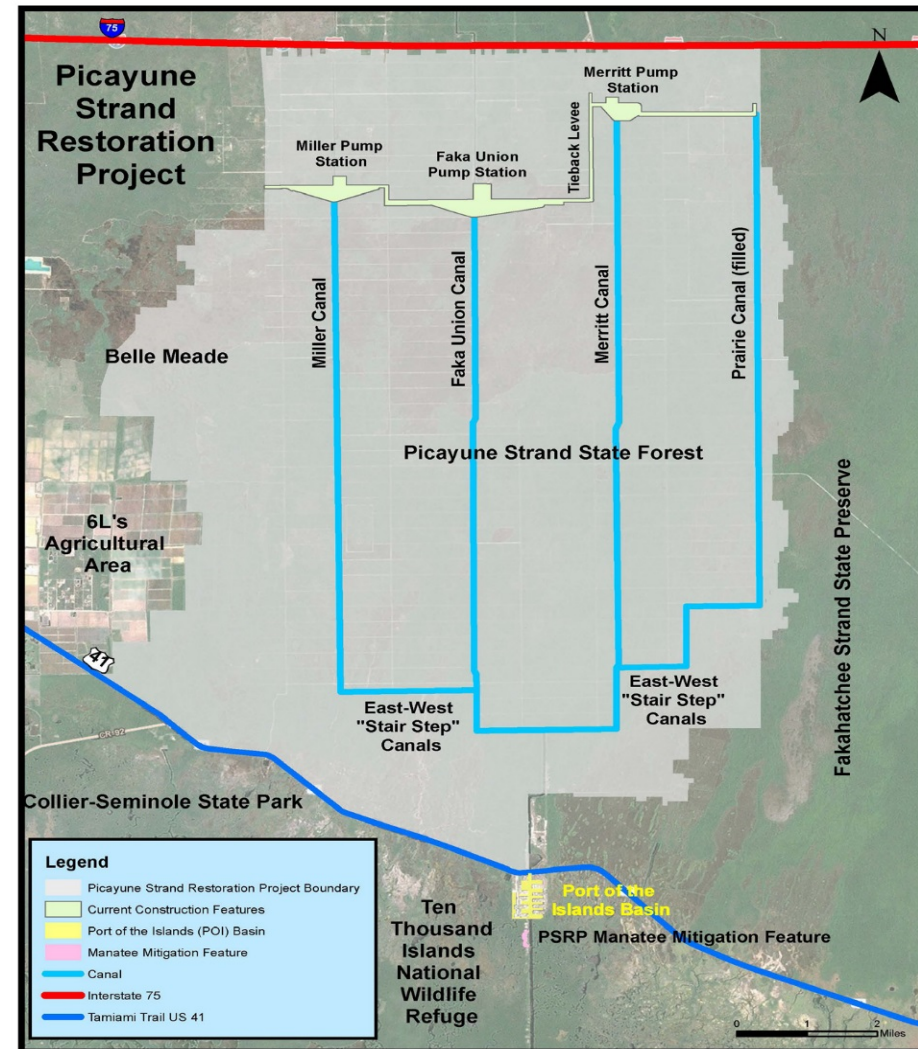 75
N
Picayune
Strand
Restoration
Project
Merritt Pump
Station
Miller Pump
Station
Faka Union
Pump Station
Tieback Levee
Miller Canal
Faka Union Canal
Merritt Canal
Prairie Canal (filled)
Belle Meade
Picayune Strand State Forest
6L's
Agricultural
Area
Fakahatchee Strand State Preserve
41
East-West
"Stair Step"
Canals
East-West
"Stair Step"
Canals
CR 92
Collier-Seminole State Park
Port of the
Islands Basin
Ten
Thousand
Islands
National
Wildlife
Refuge
PSRP Manatee Mitigation Feature
Legend
Picayune Strand Restoration Project Boundary
Current Construction Features
Port of the Islands (POI) Basin
Manatee Mitigation Feature
Canal
Interstate 75
Tamiami Trail US 41
0 1 2
Miles